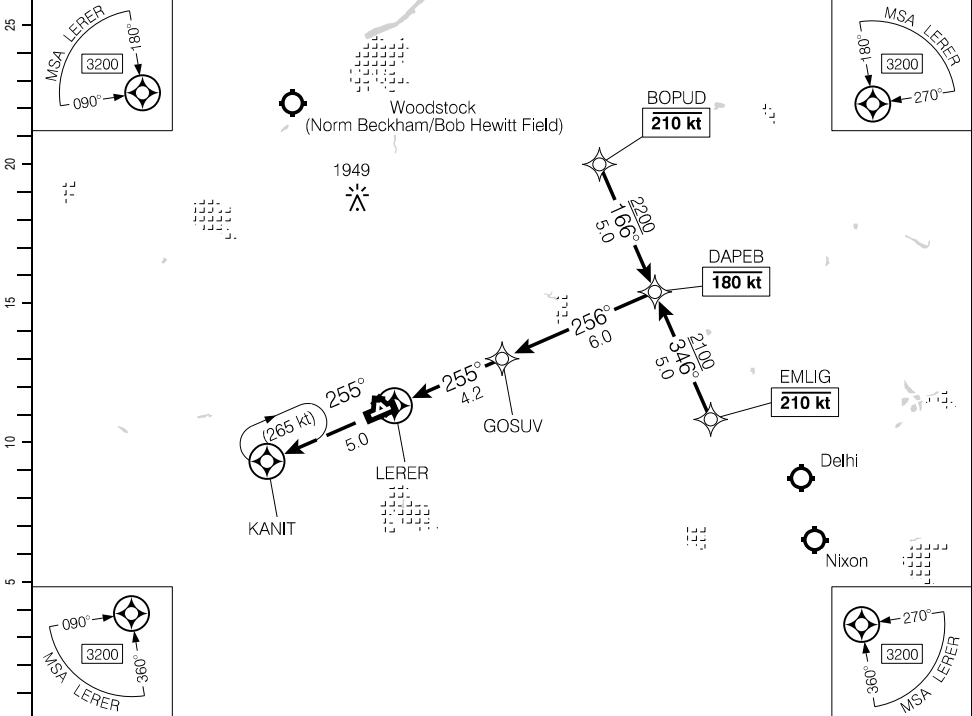 25
20
15
10
5
MSA LERER
180°
3200
090°
MSA LERER
180°
3200
270°
Woodstock
(Norm Beckham/Bob Hewitt Field)
1949
BOPUD
210 kt
2200
166°
5.0
DAPEB
180 kt
256°
6.0
2100
346°
5.0
EMLIG
210 kt
255°
4.2
GOSUV
255°
(265 kt)
5.0
LERER
KANIT
Delhi
Nixon
090°
3200
360°
MSA LERER
270°
3200
360°
MSA LERER